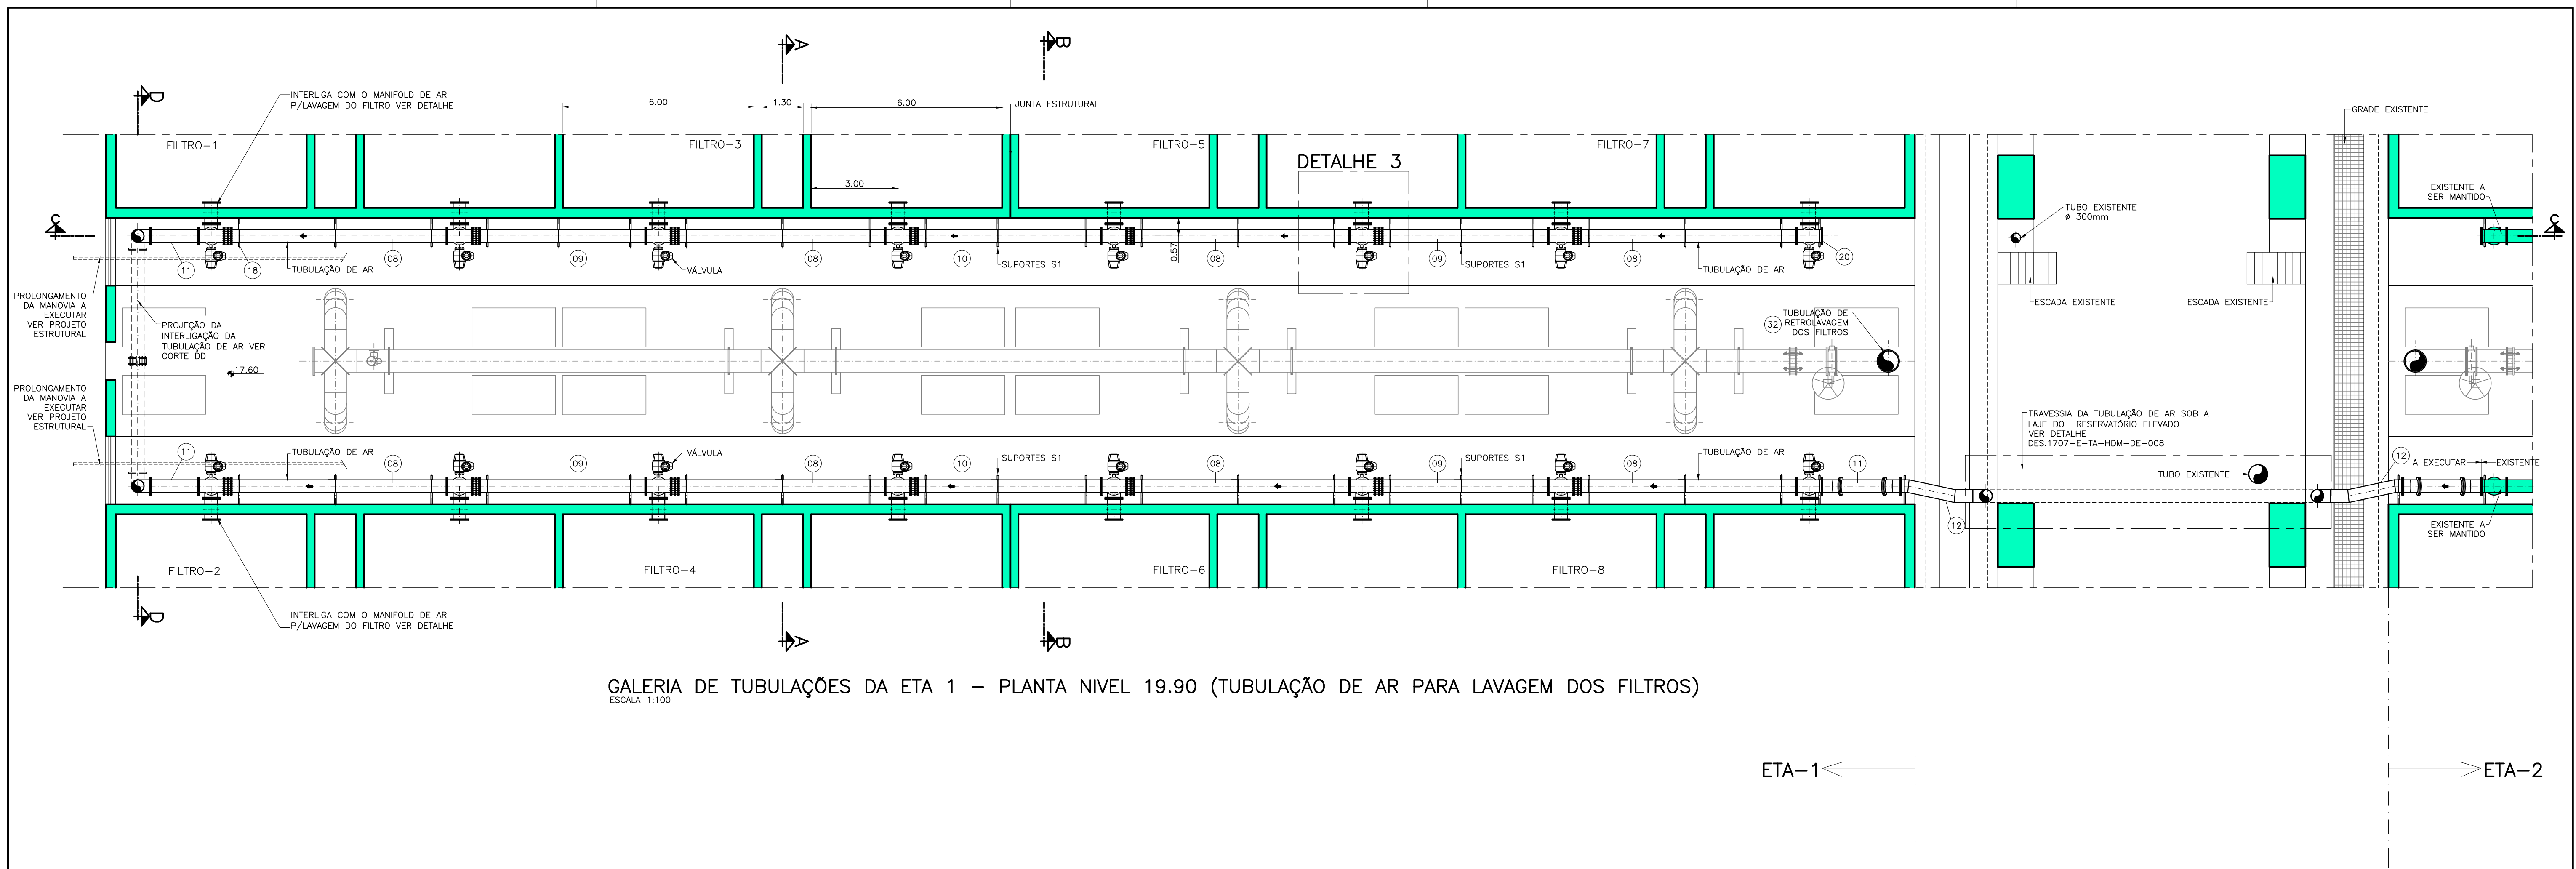 A
B
D
INTERLIGA COM O MANIFOLD DE AR
P/LAVAGEM DO FILTRO VER DETALHE
6.00
1.30
6.00
JUNTA ESTRUTURAL
GRADE EXISTENTE
FILTRO-1
FILTRO-3
FILTRO-5
FILTRO-7
DETALHE 3
3.00
EXISTENTE A
SER MANTIDO
TUBO EXISTENTE
ø 300mm
C
C
0.57
11
18
TUBULAÇÃO DE AR
08
09
VÁLVULA
08
10
SUPORTES S1
08
09
SUPORTES S1
08
TUBULAÇÃO DE AR
20
PROLONGAMENTO
DA MANOVIA A
EXECUTAR
VER PROJETO
ESTRUTURAL
ESCADA EXISTENTE
ESCADA EXISTENTE
PROJEÇÃO DA
INTERLIGAÇÃO DA
TUBULAÇÃO DE AR VER
CORTE DD
32
TUBULAÇÃO DE
RETROLAVAGEM
DOS FILTROS
17.60
PROLONGAMENTO
DA MANOVIA A
EXECUTAR
VER PROJETO
ESTRUTURAL
TRAVESSIA DA TUBULAÇÃO DE AR SOB A
LAJE DO RESERVATÓRIO ELEVADO
VER DETALHE
DES.1707-E-TA-HDM-DE-008
11
TUBULAÇÃO DE AR
08
09
VÁLVULA
08
10
SUPORTES S1
08
09
SUPORTES S1
08
TUBULAÇÃO DE AR
11
12
TUBO EXISTENTE
12
A EXECUTAR
EXISTENTE
EXISTENTE A
SER MANTIDO
FILTRO-2
FILTRO-4
FILTRO-6
FILTRO-8
INTERLIGA COM O MANIFOLD DE AR
P/LAVAGEM DO FILTRO VER DETALHE
D
A
B
GALERIA DE TUBULAÇÕES DA ETA 1 - PLANTA NIVEL 19.90 (TUBULAÇÃO DE AR PARA LAVAGEM DOS FILTROS)
ESCALA 1:100
ETA-1
ETA-2